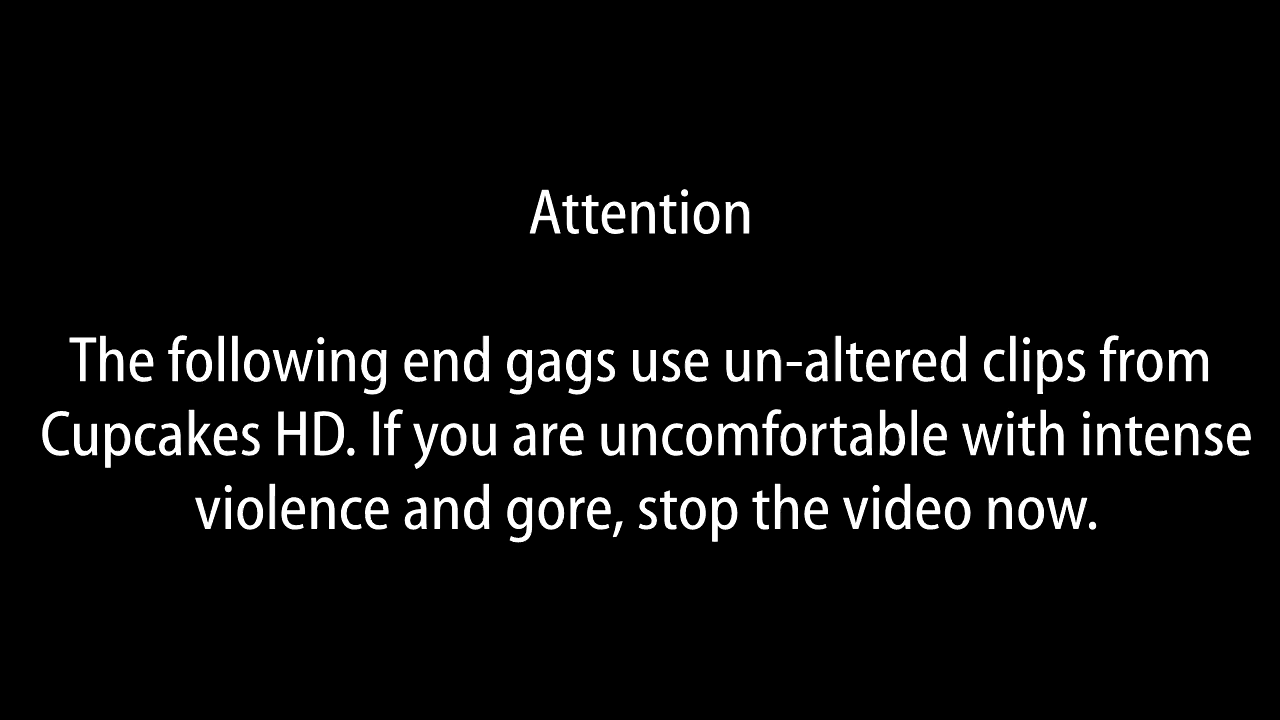 Attention
The following end gags use un-altered clips from
Cupcakes HD. If you are uncomfortable with intense
violence and gore, stop the video now.